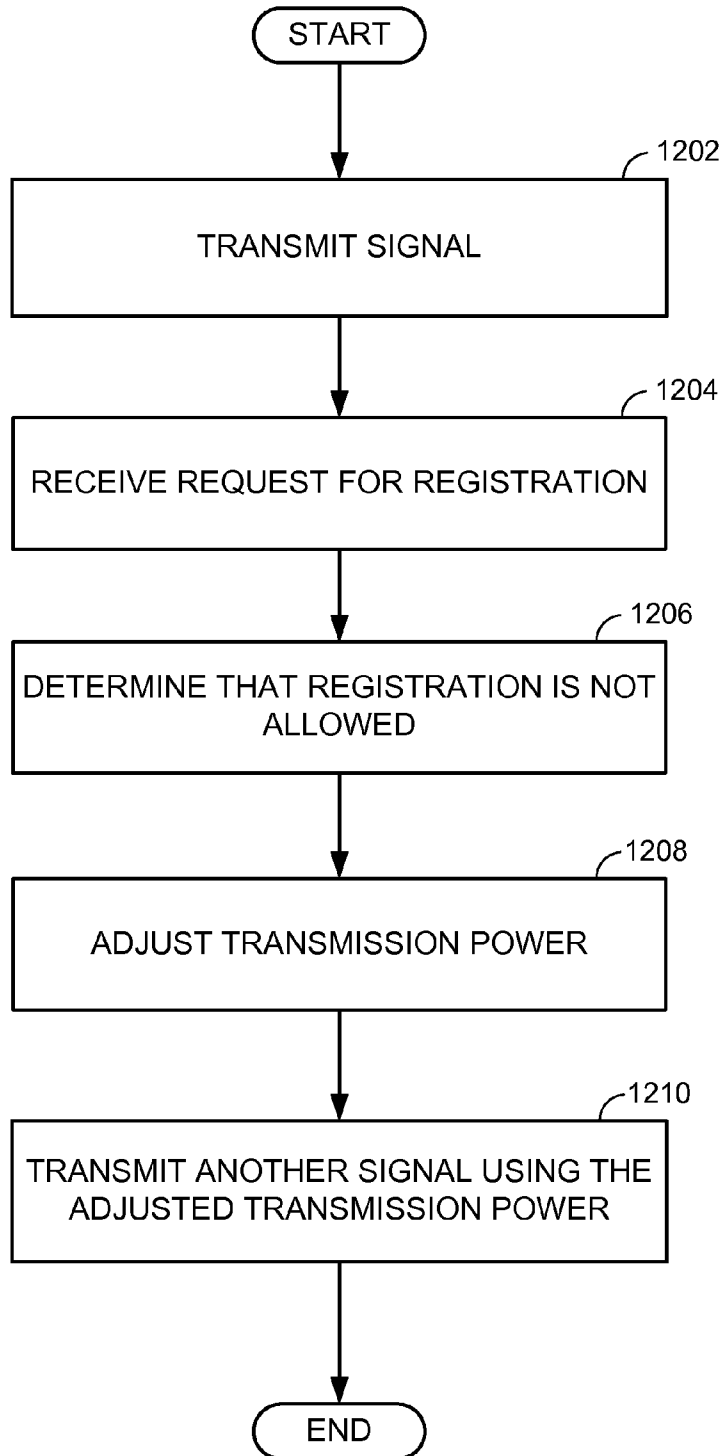 START
1202
TRANSMIT SIGNAL
1204
RECEIVE REQUEST FOR REGISTRATION
1206
DETERMINE THAT REGISTRATION IS NOT
ALLOWED
1208
ADJUST TRANSMISSION POWER
1210
TRANSMIT ANOTHER SIGNAL USING THE
ADJUSTED TRANSMISSION POWER
END